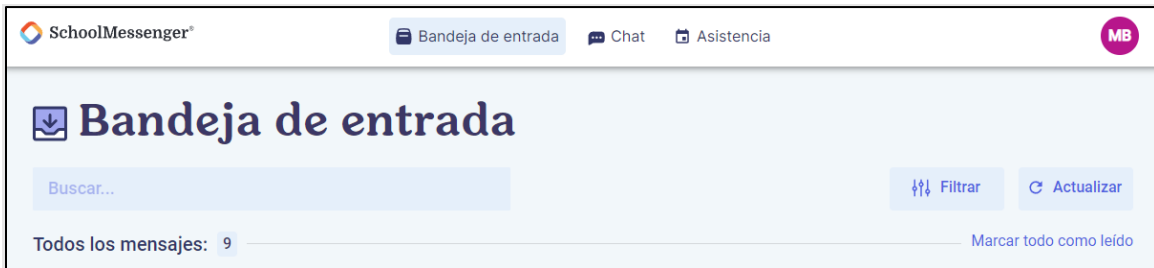 SchoolMessenger® Bandeja de entrada Chat Asistencia MB
Bandeja de entrada
Buscar... Filtrar Actualizar
Todos los mensajes: 9 Marcar todo como leído